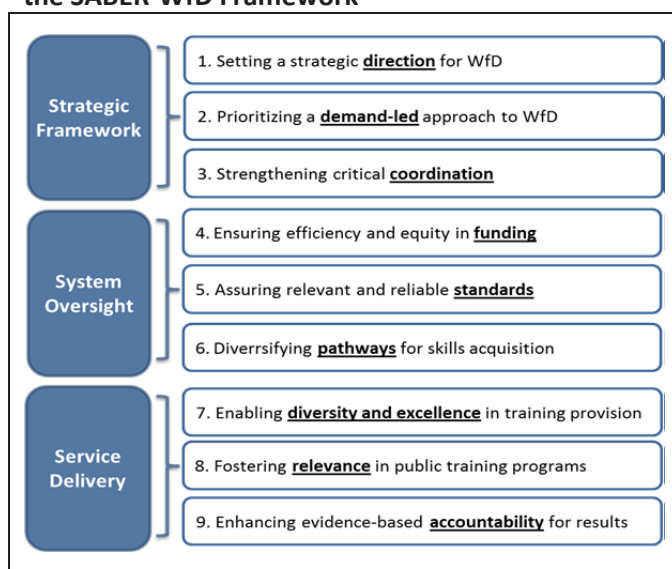 the SABER-WfD Framework
Strategic
Framework
1. Setting a strategic direction for WfD
2. Prioritizing a demand-led approach to WfD
3. Strengthening critical coordination
System
Oversight
4. Ensuring efficiency and equity in funding
5. Assuring relevant and reliable standards
6. Diverrsifying pathways for skills acquisition
Service
Delivery
7. Enabling diversity and excellence in training provision
8. Fostering relevance in public training programs
9. Enhancing evidence-based accountability for results